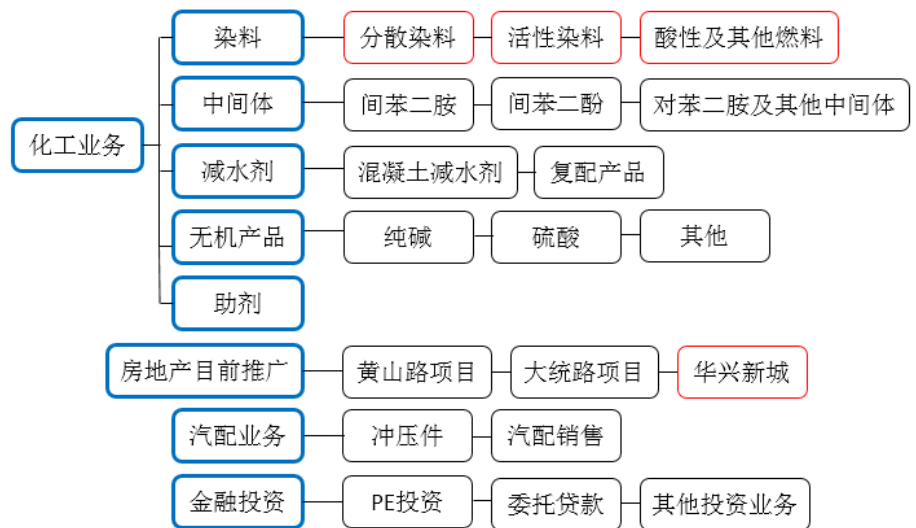 染料 分散染料 活性染料 酸性及其他燃料
中间体 间苯二胺 间苯二酚 对苯二胺及其他中间体
化工业务
减水剂 混凝土减水剂 复配产品
无机产品 纯碱 硫酸 其他
助剂
房地产目前推广 黄山路项目 大统路项目 华兴新城
汽配业务 冲压件 汽配销售
金融投资 PE投资 委托贷款 其他投资业务